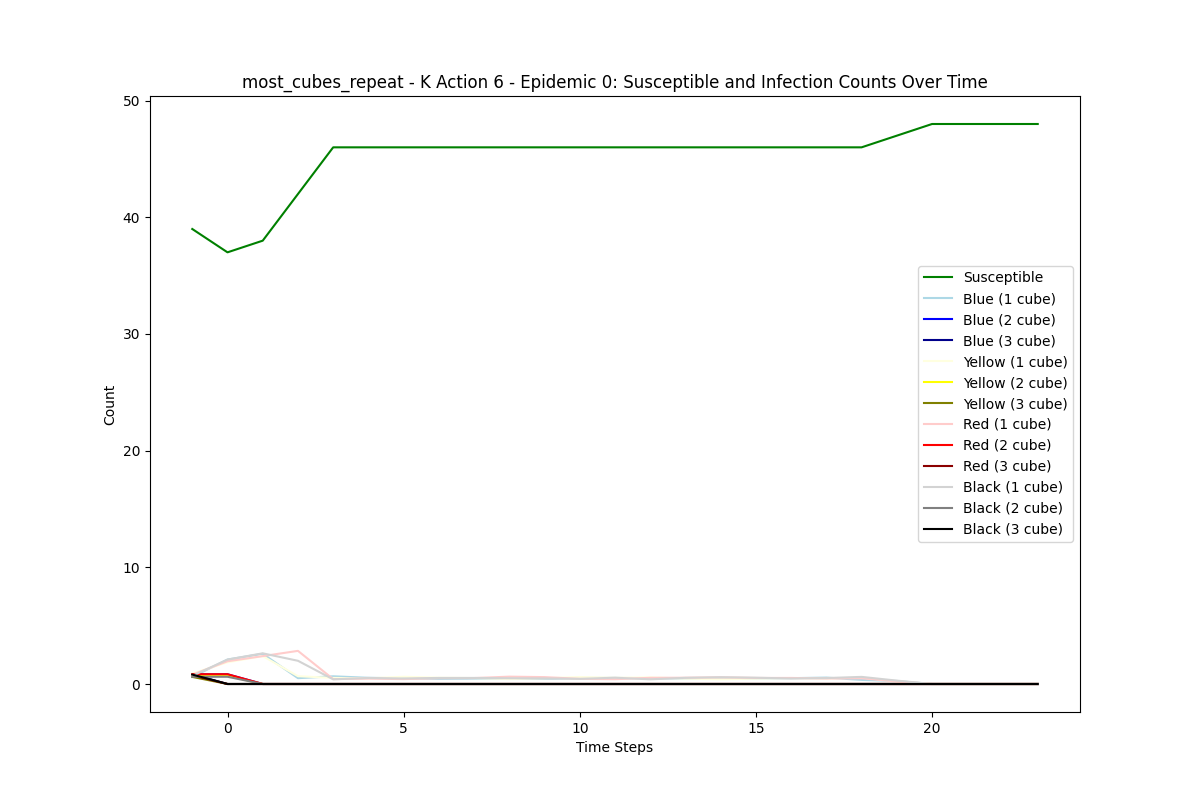 most_cubes_repeat - K Action 6 - Epidemic 0: Susceptible and Infection Counts Over Time
50
40
30
20
10
0
Count
Susceptible
Blue (1 cube)
Blue (2 cube)
Blue (3 cube)
Yellow (1 cube)
Yellow (2 cube)
Yellow (3 cube)
Red (1 cube)
Red (2 cube)
Red (3 cube)
Black (1 cube)
Black (2 cube)
Black (3 cube)
0 5 10 15 20
Time Steps